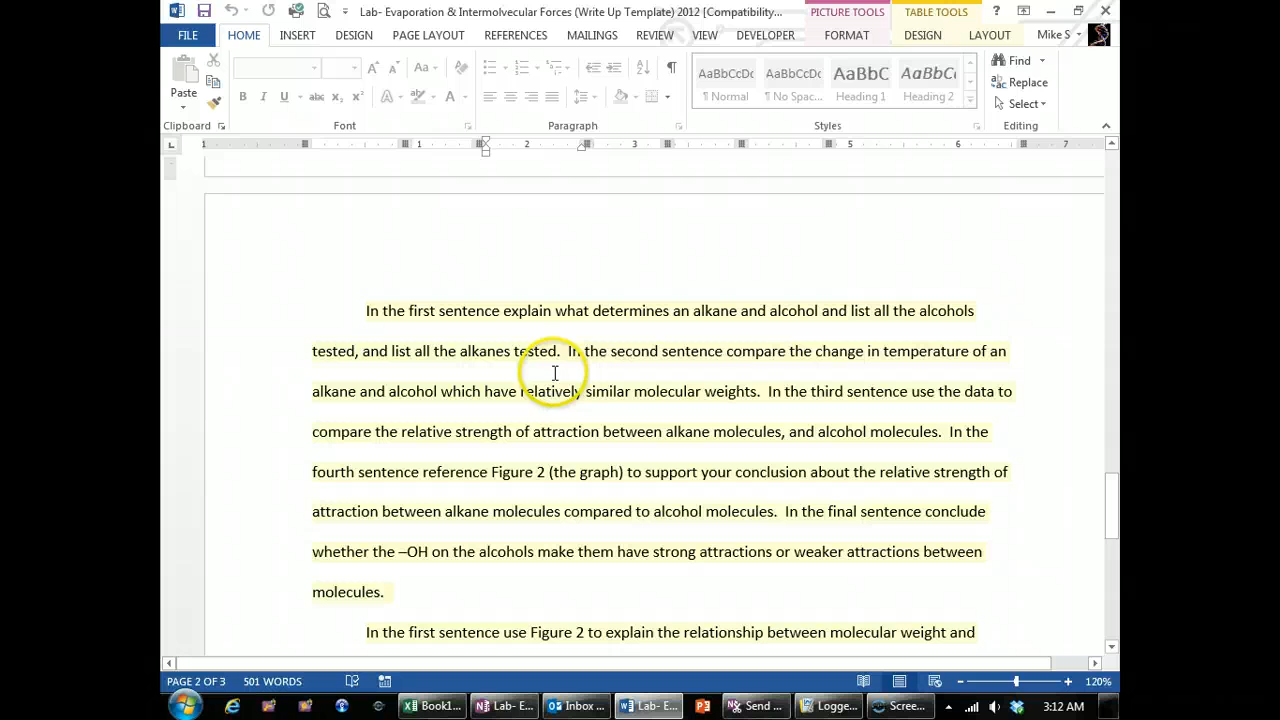 Lab- Evaporation & Intermolvecular Forces (Write Up Template) 2012 [Compatibility...
PICTURE TOOLS
TABLE TOOLS
FILE HOME INSERT DESIGN PAGE LAYOUT REFERENCES MAILINGS REVIEW VIEW DEVELOPER FORMAT DESIGN LAYOUT Mike S
Paste
Clipboard
Font
Paragraph
AaBbCcDc AaBbCcDc AaBbC AaBbCc
¶ Normal ¶ No Spac... Heading 1 Heading 2
Styles
Find
Replace
Select
Editing
1 1 2 3 5 6 7
In the first sentence explain what determines an alkane and alcohol and list all the alcohols
tested, and list all the alkanes tested. In the second sentence compare the change in temperature of an
alkane and alcohol which have relatively similar molecular weights. In the third sentence use the data to
compare the relative strength of attraction between alkane molecules, and alcohol molecules. In the
fourth sentence reference Figure 2 (the graph) to support your conclusion about the relative strength of
attraction between alkane molecules compared to alcohol molecules. In the final sentence conclude
whether the –OH on the alcohols make them have strong attractions or weaker attractions between
molecules.
In the first sentence use Figure 2 to explain the relationship between molecular weight and
PAGE 2 OF 3 501 WORDS 120%
Book1... Lab- E... Inbox ... Lab- E... Send ... Logge... Scree... 3:12 AM